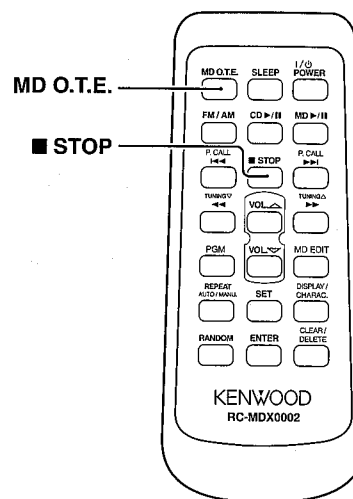 I / ⏻
MD O.T.E. SLEEP POWER
MD O.T.E.
FM / AM CD ►/II MD ►/II
■ STOP
P. CALL P. CALL
I◄◄ ■ STOP ►►I
TUNING▽ TUNING△
◄◄ VOL △ ►►
PGM VOL ▽ MD EDIT
REPEAT DISPLAY /
AUTO / MANU. SET CHARAC.
CLEAR /
RANDOM ENTER DELETE
KENWOOD
RC-MDX0002